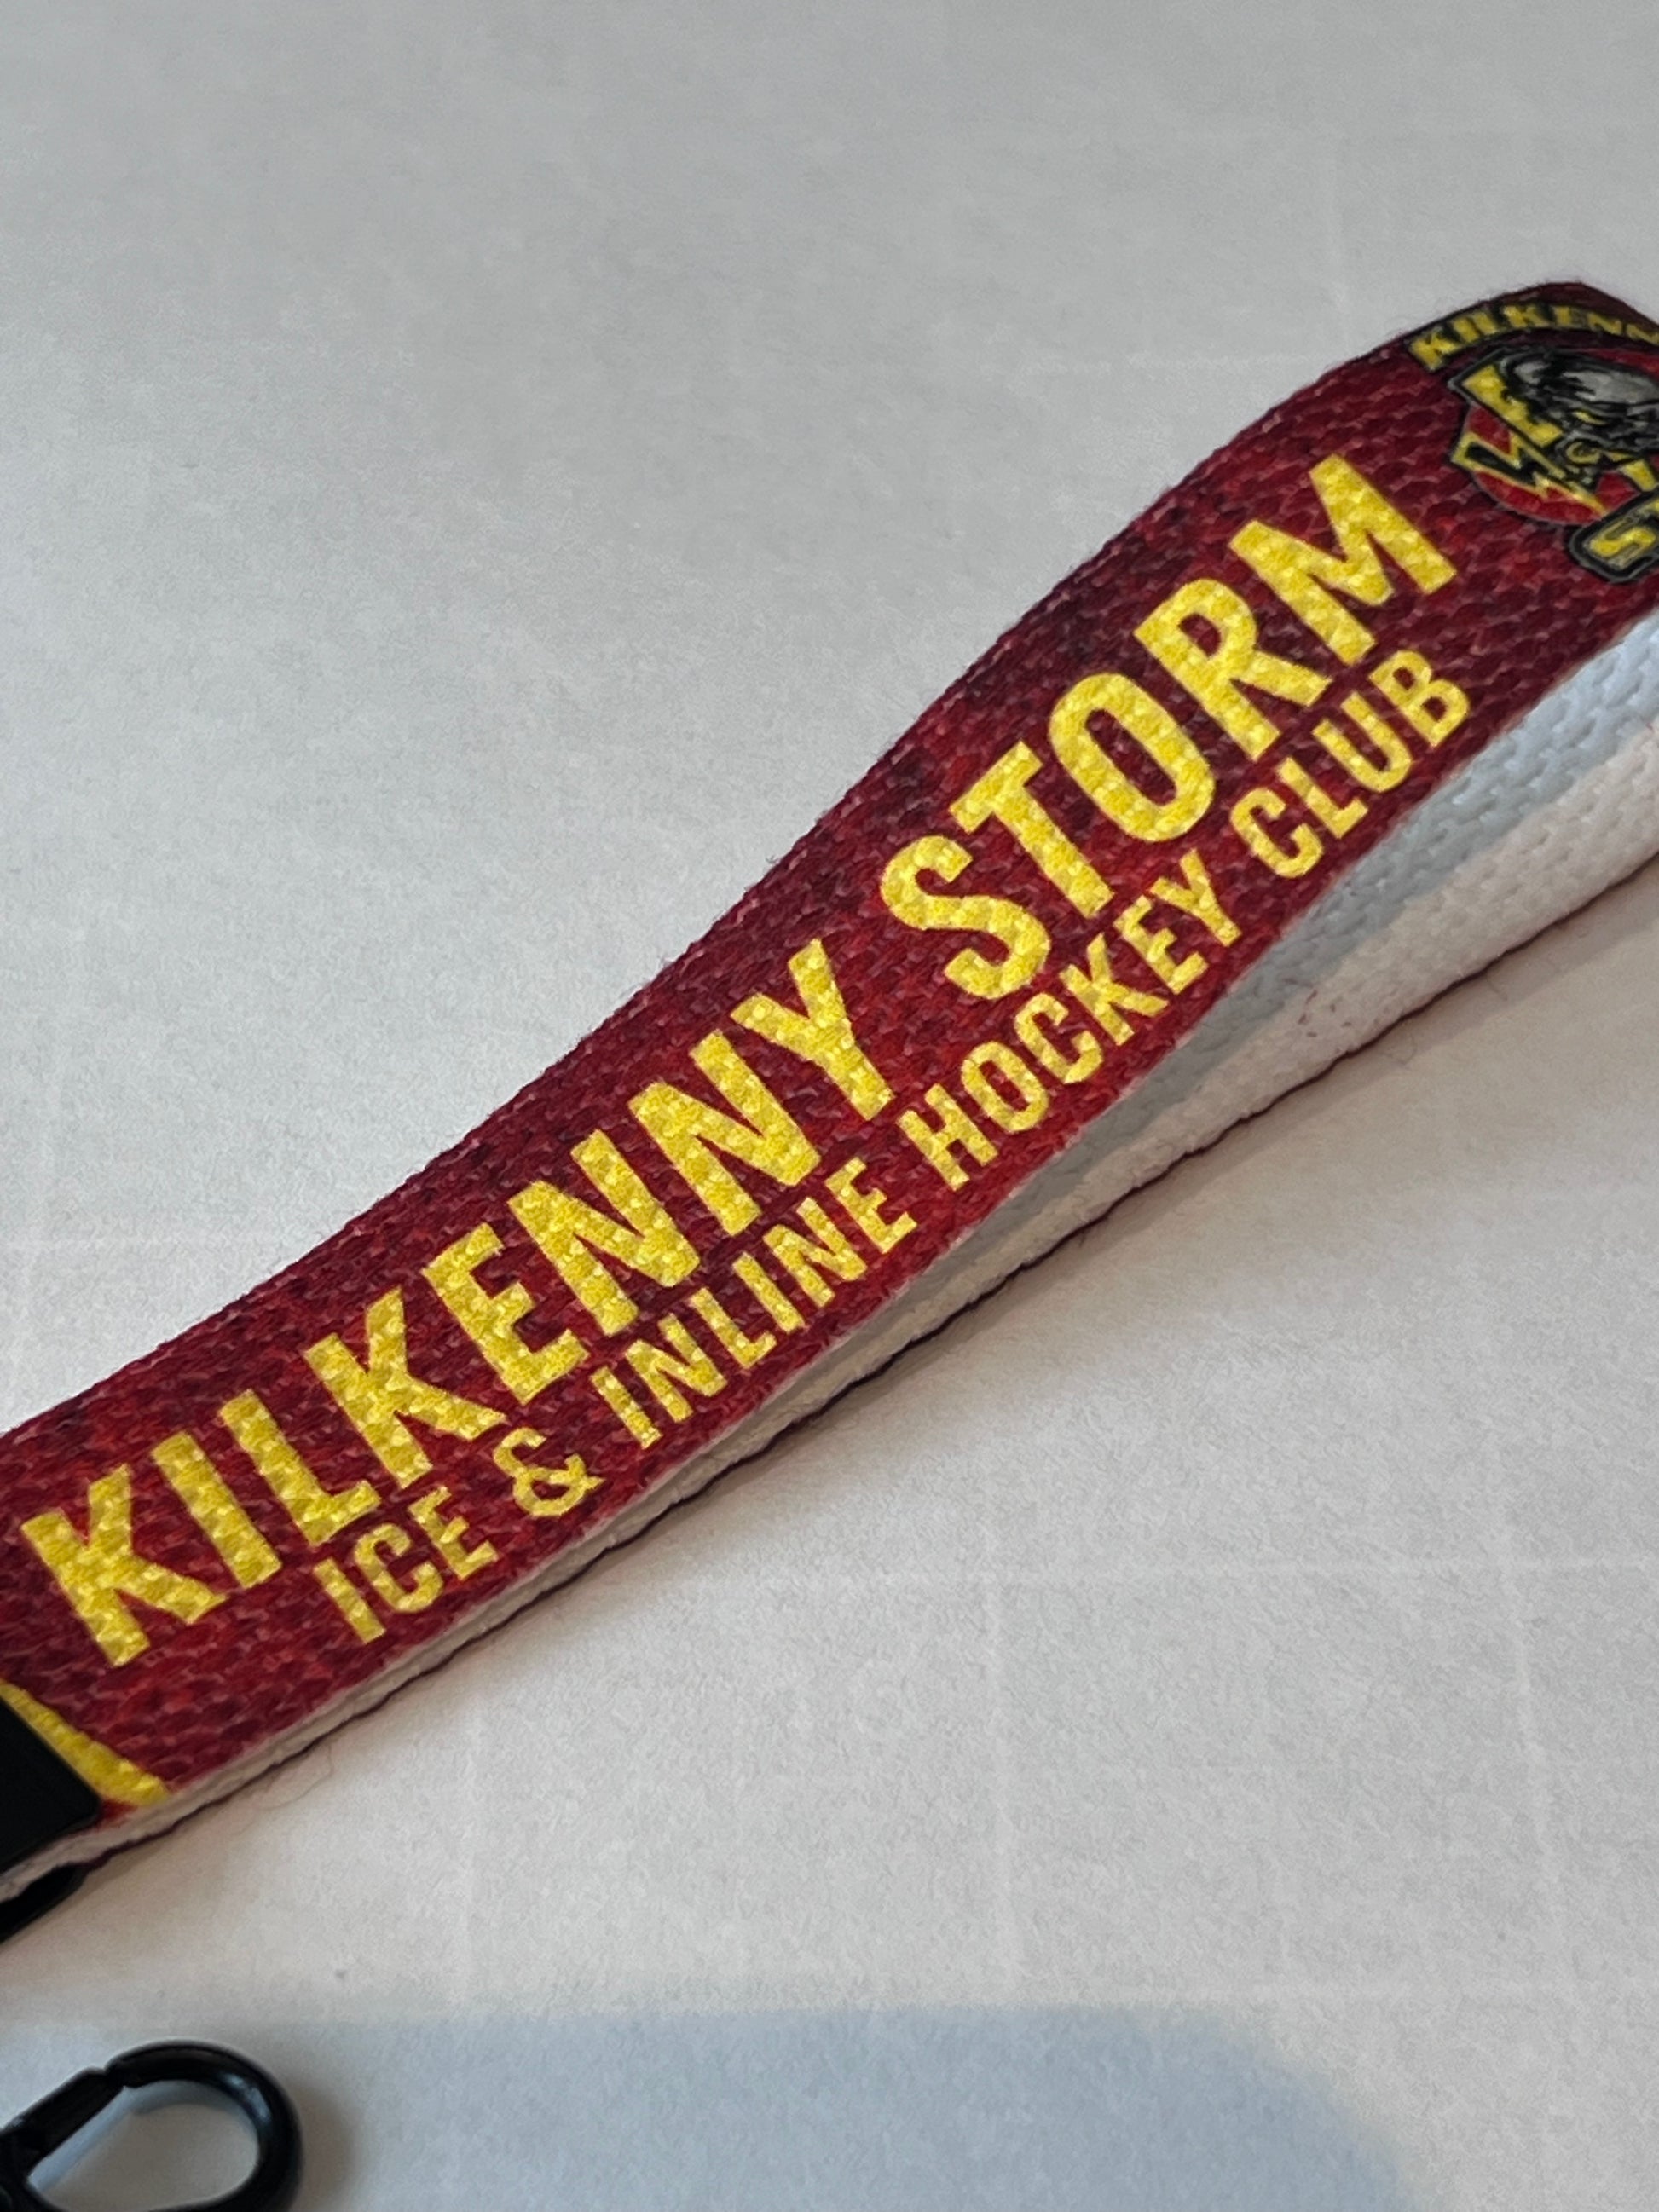 KILKENNY STORM
ICE & INLINE HOCKEY CLUB